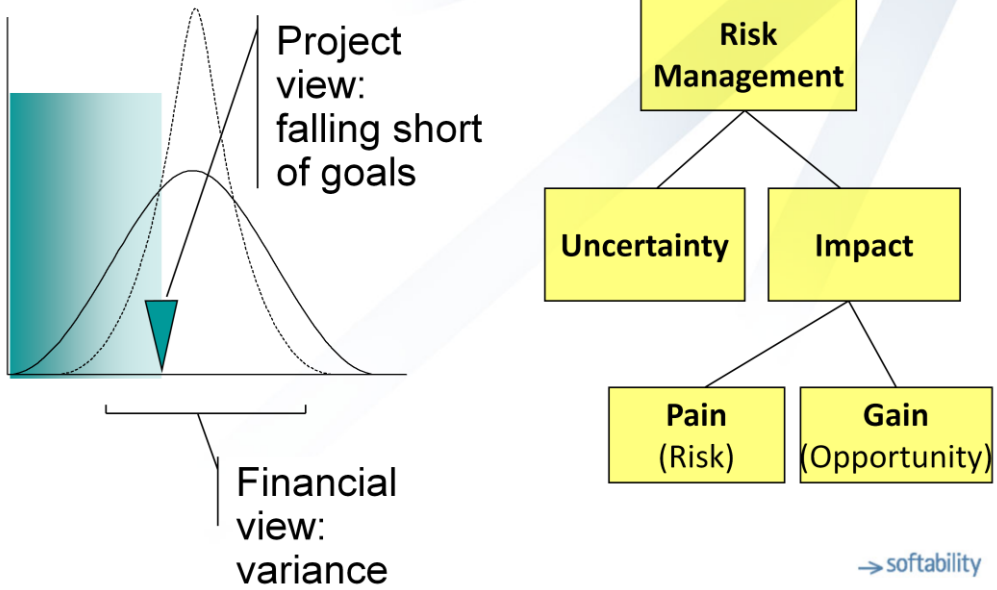 Project
view:
falling short
of goals
Financial
view:
variance
Risk
Management
Uncertainty
Impact
Pain
(Risk)
Gain
(Opportunity)
softability